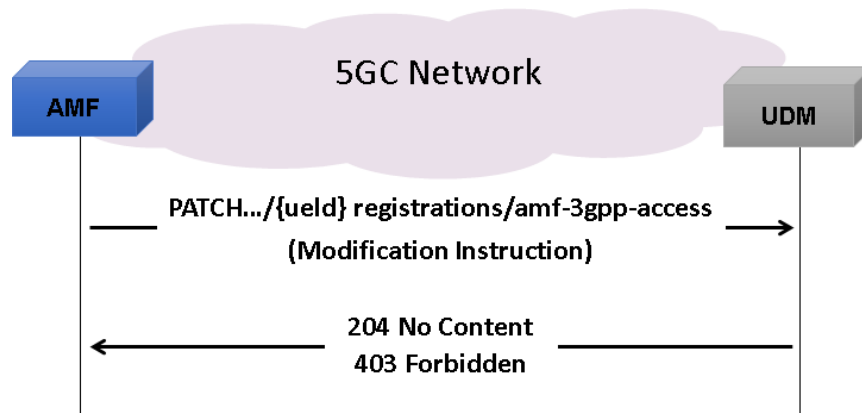 5GC Network
AMF
UDM
PATCH.../{ueId} registrations/amf-3gpp-access
(Modification Instruction)
204 No Content
403 Forbidden